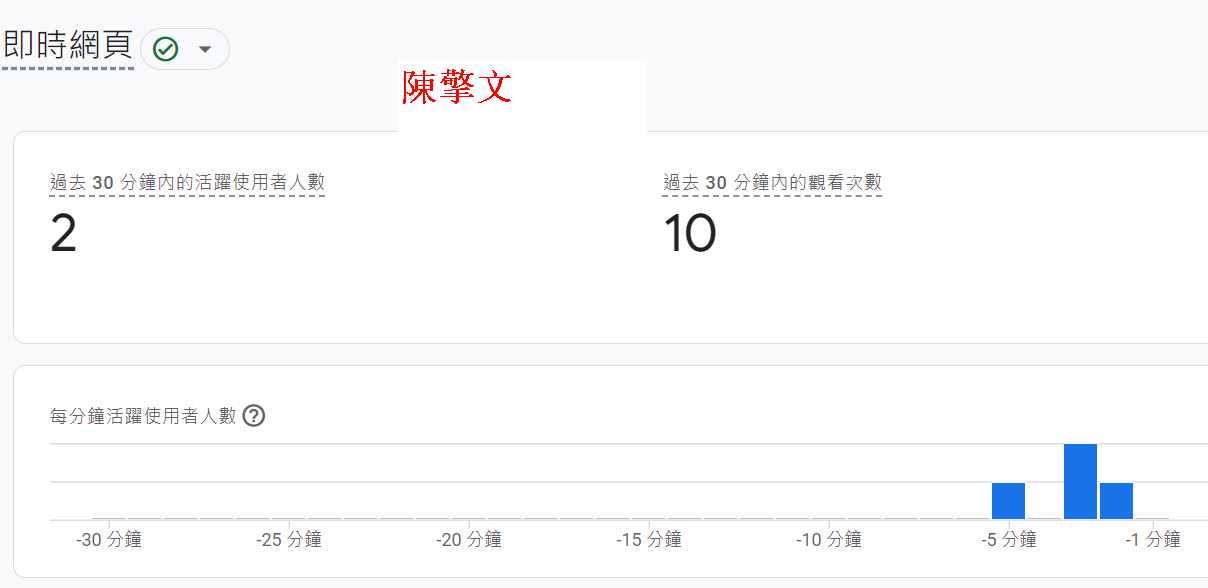 即時網頁
陳擎文
過去 30 分鐘內的活躍使用者人數
2
過去 30 分鐘內的觀看次數
10
每分鐘活躍使用者人數 ?
-30 分鐘 -25 分鐘 -20 分鐘 -15 分鐘 -10 分鐘 -5 分鐘 -1 分鐘